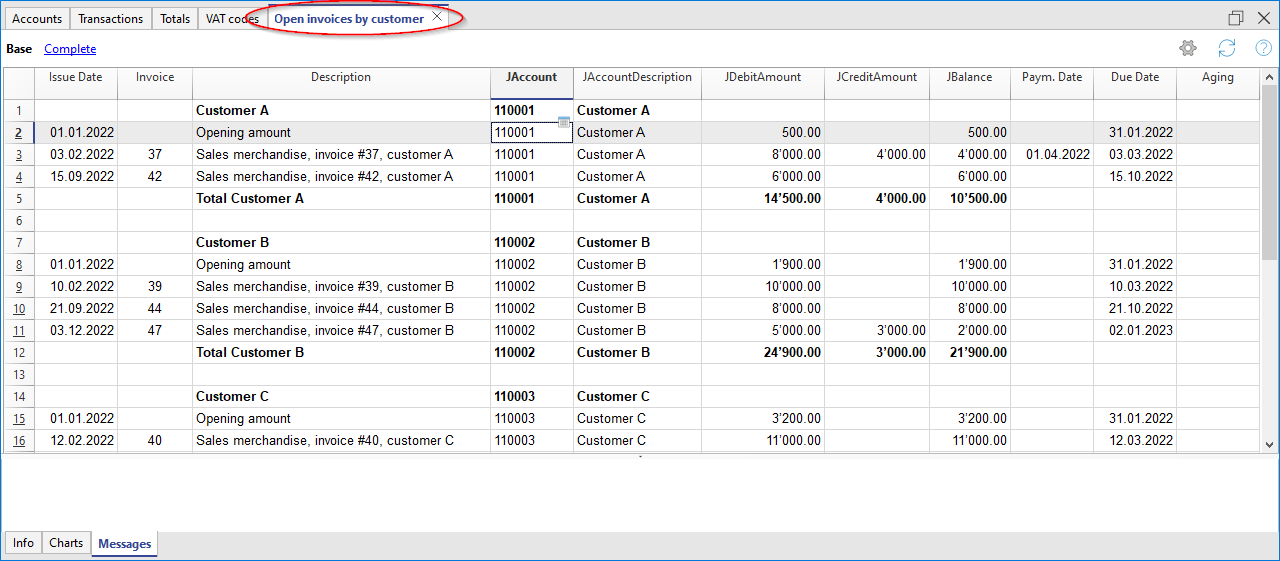 Accounts Transactions Totals VAT codes Open invoices by customer
Base Complete
Issue Date Invoice Description JAccount JAccountDescription JDebitAmount JCreditAmount JBalance Paym. Date Due Date Aging
1 Customer A 110001 Customer A
2 01.01.2022 Opening amount 110001 Customer A 500.00 500.00 31.01.2022
3 03.02.2022 37 Sales merchandise, invoice #37, customer A 110001 Customer A 8'000.00 4'000.00 4'000.00 01.04.2022 03.03.2022
4 15.09.2022 42 Sales merchandise, invoice #42, customer A 110001 Customer A 6'000.00 6'000.00 15.10.2022
5 Total Customer A 110001 Customer A 14'500.00 4'000.00 10'500.00
6
7 Customer B 110002 Customer B
8 01.01.2022 Opening amount 110002 Customer B 1'900.00 1'900.00 31.01.2022
9 10.02.2022 39 Sales merchandise, invoice #39, customer B 110002 Customer B 10'000.00 10'000.00 10.03.2022
10 21.09.2022 44 Sales merchandise, invoice #44, customer B 110002 Customer B 8'000.00 8'000.00 21.10.2022
11 03.12.2022 47 Sales merchandise, invoice #47, customer B 110002 Customer B 5'000.00 3'000.00 2'000.00 02.01.2023
12 Total Customer B 110002 Customer B 24'900.00 3'000.00 21'900.00
13
14 Customer C 110003 Customer C
15 01.01.2022 Opening amount 110003 Customer C 3'200.00 3'200.00 31.01.2022
16 12.02.2022 40 Sales merchandise, invoice #40, customer C 110003 Customer C 11'000.00 11'000.00 12.03.2022
Info Charts Messages